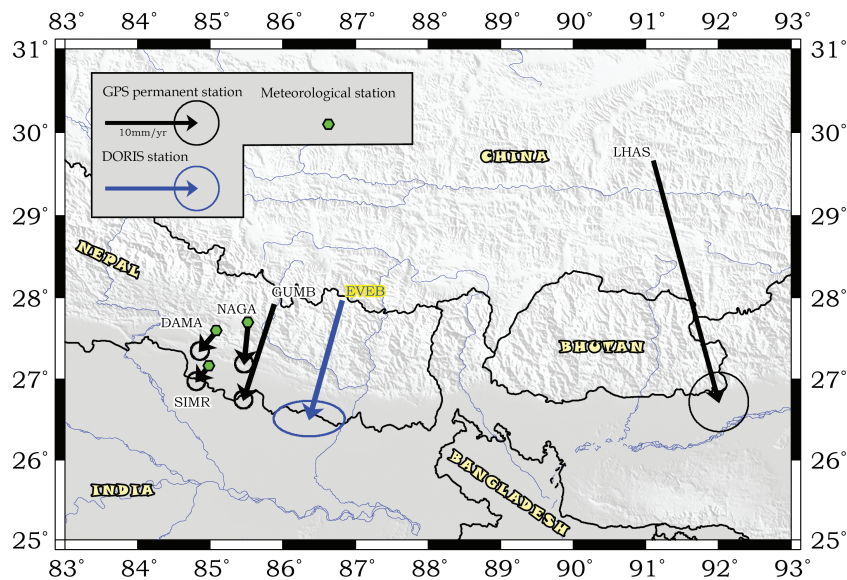 83° 84° 85° 86° 87° 88° 89° 90° 91° 92° 93°
31° 31°
GPS permanent station Meteorological station
10mm/yr
DORIS station
30° 30°
CHINA
LHAS
29° 29°
NEPAL
28° 28°
GUMB EVEB
NAGA
DAMA
BHUTAN
27° 27°
SIMR
26° 26°
BANGLADESH
INDIA
25° 25°
83° 84° 85° 86° 87° 88° 89° 90° 91° 92° 93°